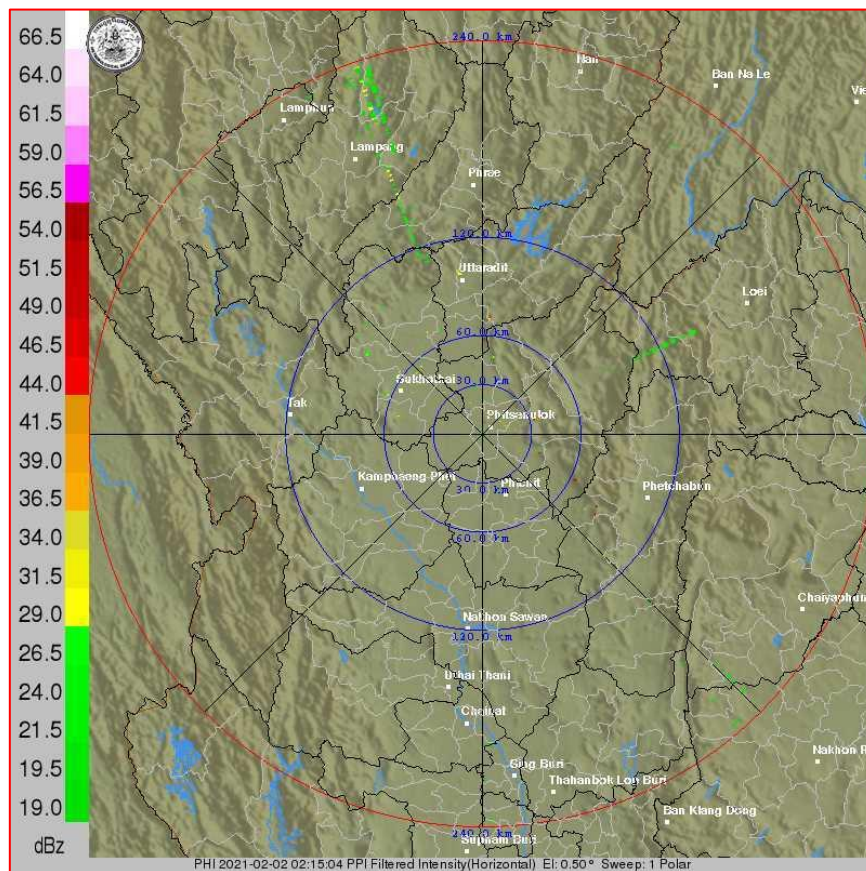 66.5
64.0
61.5
59.0
56.5
54.0
51.5
49.0
46.5
44.0
41.5
39.0
36.5
34.0
31.5
29.0
26.5
24.0
21.5
19.5
19.0
dBz
240.0 km
Nan
Ban Na Le
Vie
Lamphun
Lampang
Phrae
120.0 km
Uttaradit
Loei
60.0 km
30.0 km
Sukhothai
Tak
Phitsanulok
Kamphaeng-Phet
Phichit
30.0 km
Phetchabun
60.0 km
Chaiyaphum
Nakhon Sawan
120.0 km
Uthai Thani
Chainat
Sing Buri
Nakhon R
Thahanbok Lop Buri
Ban Klang Dong
240.0 km
Suphan Buri
PHI 2021-02-02 02:15:04 PPI Filtered Intensity(Horizontal) El: 0.50° Sweep: 1 Polar